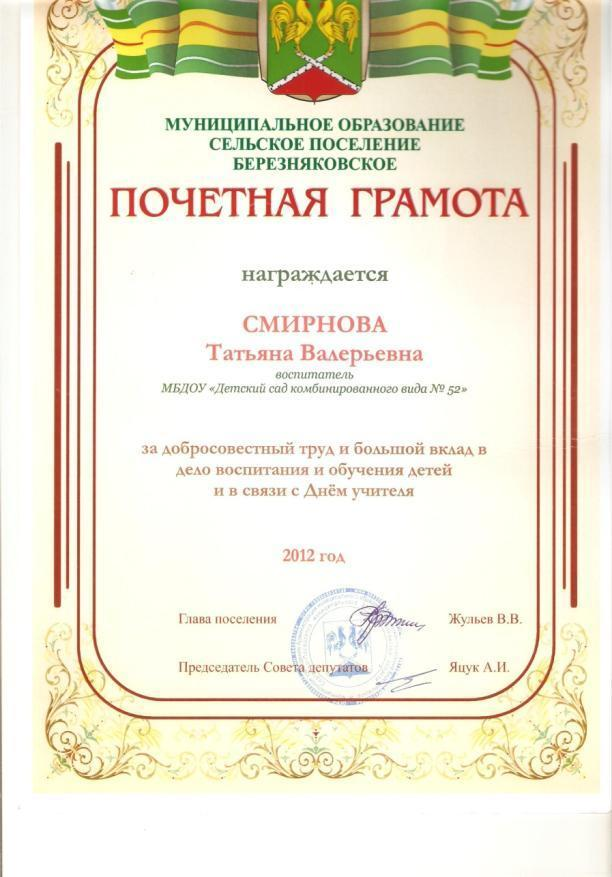 МУНИЦИПАЛЬНОЕ ОБРАЗОВАНИЕ
СЕЛЬСКОЕ ПОСЕЛЕНИЕ
БЕРЕЗНЯКОВСКОЕ
ПОЧЕТНАЯ ГРАМОТА
награждается
СМИРНОВА
Татьяна Валерьевна
воспитатель
МБДОУ «Детский сад комбинированного вида № 52»
за добросовестный труд и большой вклад в
дело воспитания и обучения детей
и в связи с Днём учителя
2012 год
Глава поселения Жульев В.В.
Председатель Совета депутатов Яцук А.И.